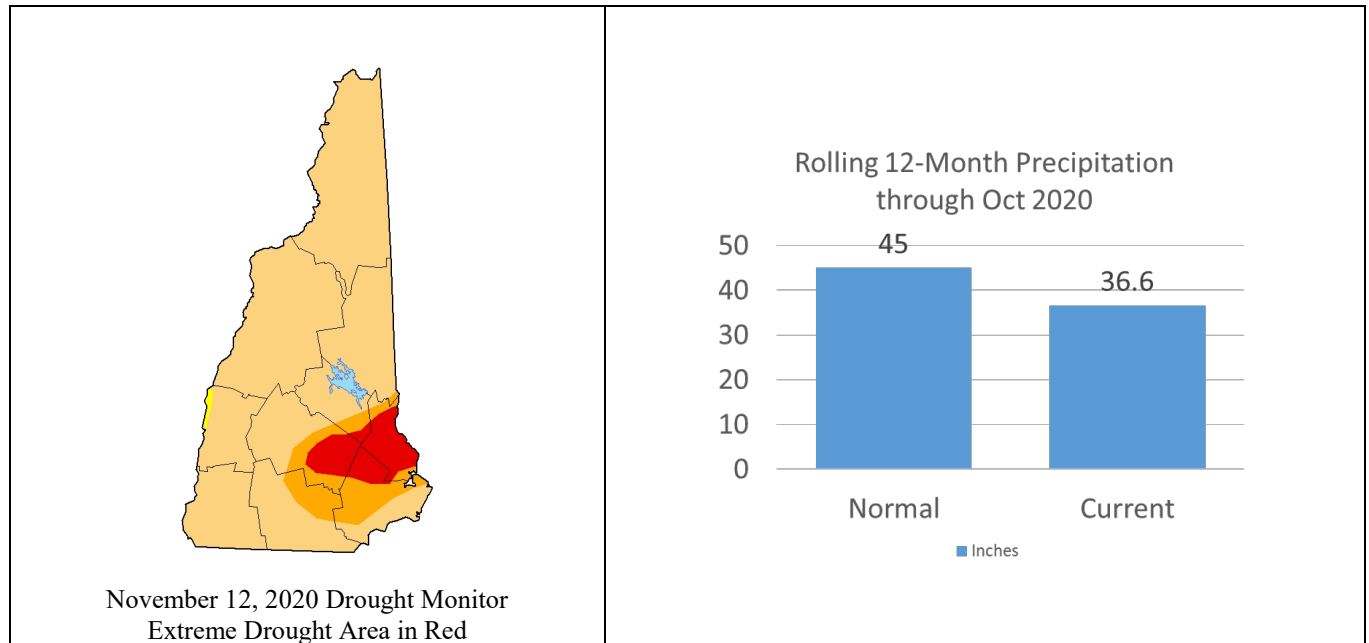 November 12, 2020 Drought Monitor
Extreme Drought Area in Red
Rolling 12-Month Precipitation
through Oct 2020
50
40
30
20
10
0
45
36.6
Normal
Current
Inches